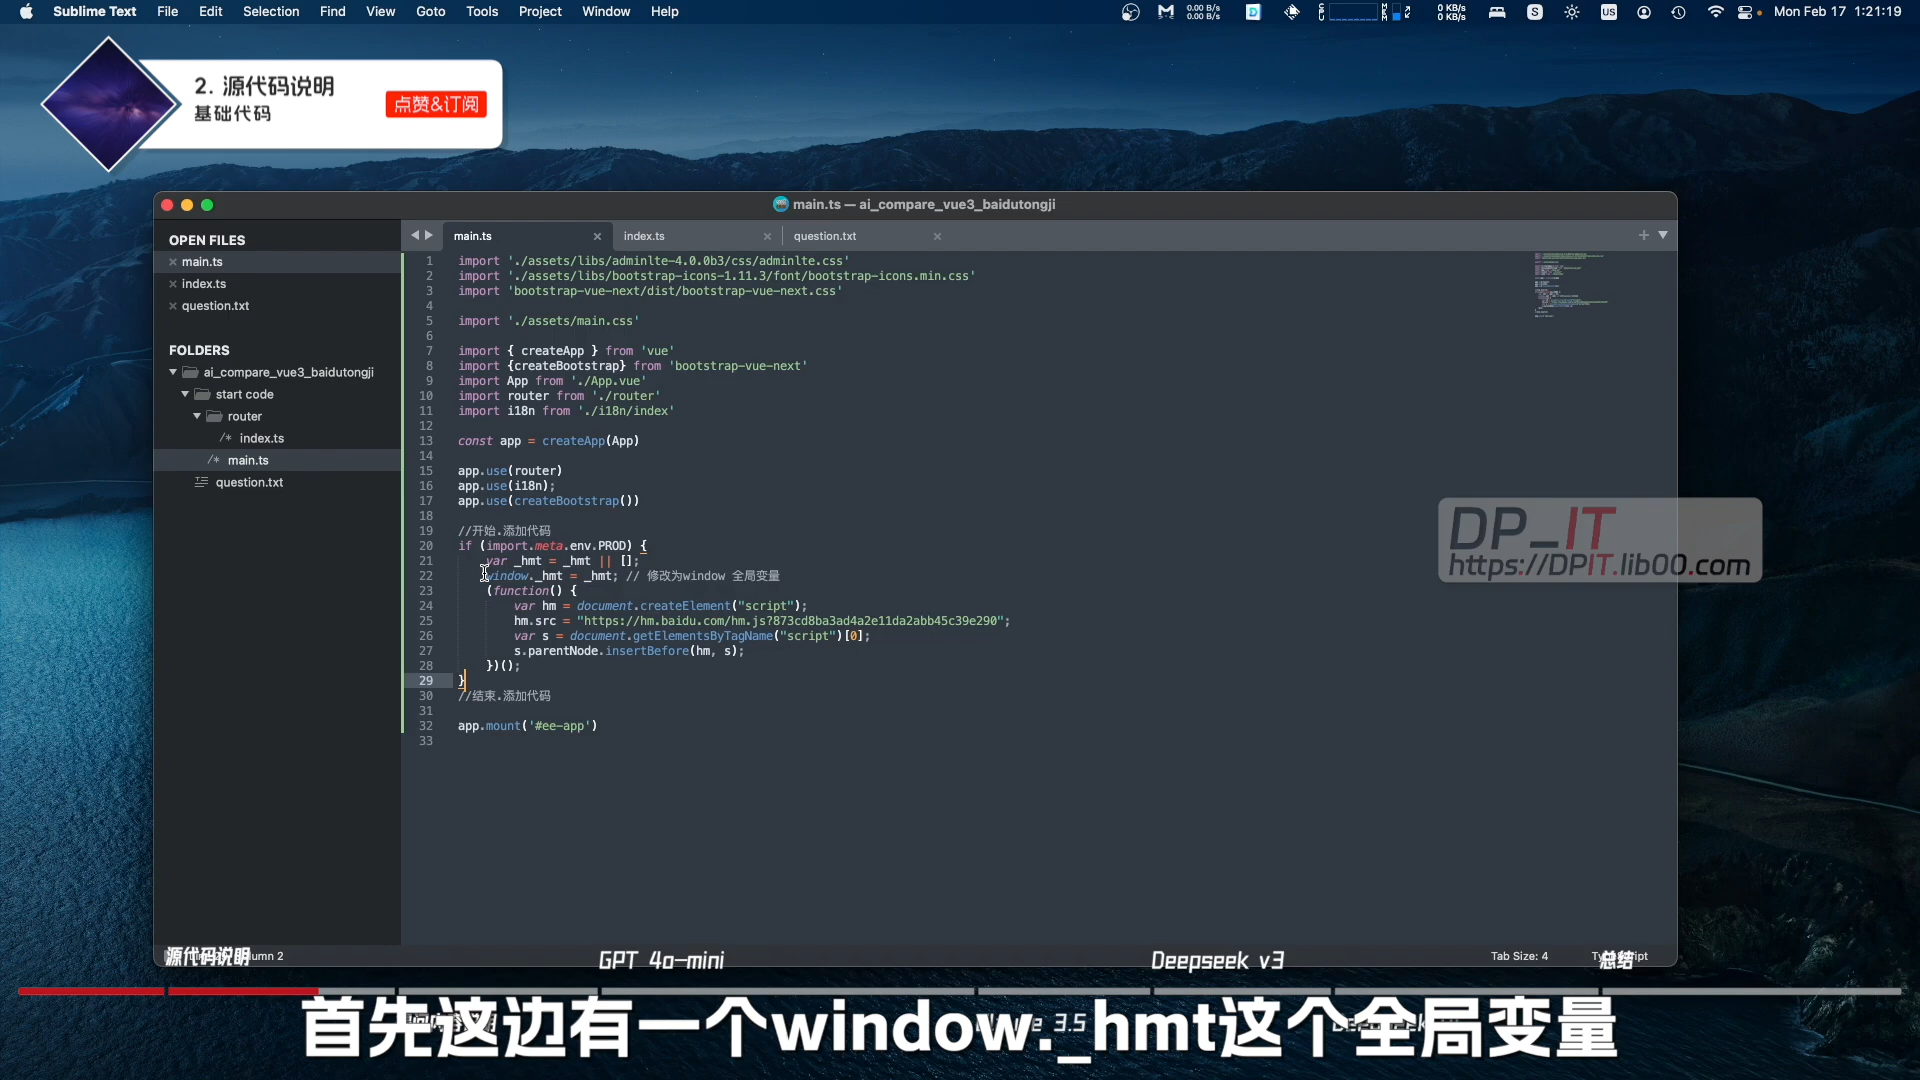 Sublime Text File Edit Selection Find View Goto Tools Project Window Help
0.00 B/s
0.00 B/s
0 KB/s
0 KB/s
US
Mon Feb 17 1:21:19
2. 源代码说明
基础代码
点赞&订阅
main.ts — ai_compare_vue3_baidutongji
OPEN FILES
main.ts
index.ts
question.txt
FOLDERS
ai_compare_vue3_baidutongji
start code
router
/* index.ts
/* main.ts
question.txt
main.ts index.ts question.txt
1 import './assets/libs/adminlte-4.0.0b3/css/adminlte.css'
2 import './assets/libs/bootstrap-icons-1.11.3/font/bootstrap-icons.min.css'
3 import 'bootstrap-vue-next/dist/bootstrap-vue-next.css'
4
5 import './assets/main.css'
6
7 import { createApp } from 'vue'
8 import {createBootstrap} from 'bootstrap-vue-next'
9 import App from './App.vue'
10 import router from './router'
11 import i18n from './i18n/index'
12
13 const app = createApp(App)
14
15 app.use(router)
16 app.use(i18n);
17 app.use(createBootstrap())
18
19 //开始.添加代码
20 if (import.meta.env.PROD) {
21 var _hmt = _hmt || [];
22 window._hmt = _hmt; // 修改为window 全局变量
23 (function() {
24 var hm = document.createElement("script");
25 hm.src = "https://hm.baidu.com/hm.js?873cd8ba3ad4a2e11da2abb45c39e290";
26 var s = document.getElementsByTagName("script")[0];
27 s.parentNode.insertBefore(hm, s);
28 })();
29 }
30 //结束.添加代码
31
32 app.mount('#ee-app')
33
DP_IT
https://DPIT.lib00.com
源代码说明
GPT 4o-mini
Deepseek v3
Tab Size: 4
总结
首先这边有一个window._hmt这个全局变量